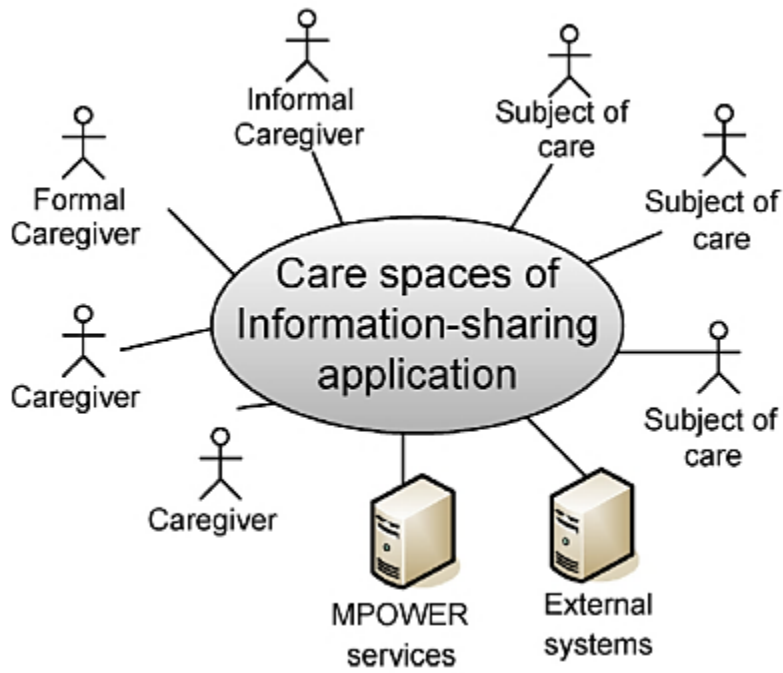 Informal
Caregiver
Subject of
care
Formal
Caregiver
Subject of
care
Care spaces of
Information-sharing
application
Caregiver
Subject of
care
Caregiver
MPOWER
services
External
systems